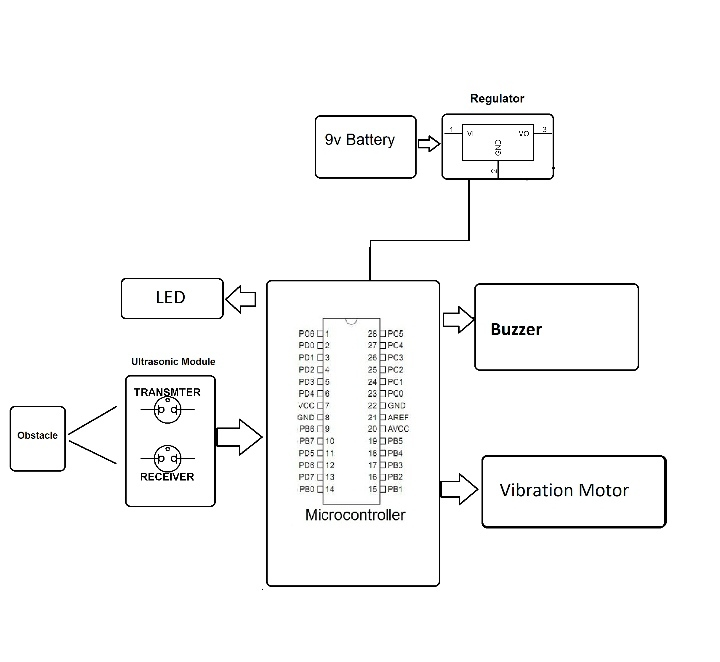 Regulator
9v Battery
1 VI VO 3
GND
2
LED
Buzzer
Ultrasonic Module
TRANSMTER
RECEIVER
Obstacle
PC6 1 28 PC5
PD0 2 27 PC4
PD1 3 26 PC3
PD2 4 25 PC2
PD3 5 24 PC1
PD4 6 23 PC0
VCC 7 22 GND
GND 8 21 AREF
PB6 9 20 AVCC
PB7 10 19 PB5
PD5 11 18 PB4
PD6 12 17 PB3
PD7 13 16 PB2
PB0 14 15 PB1
Microcontroller
Vibration Motor